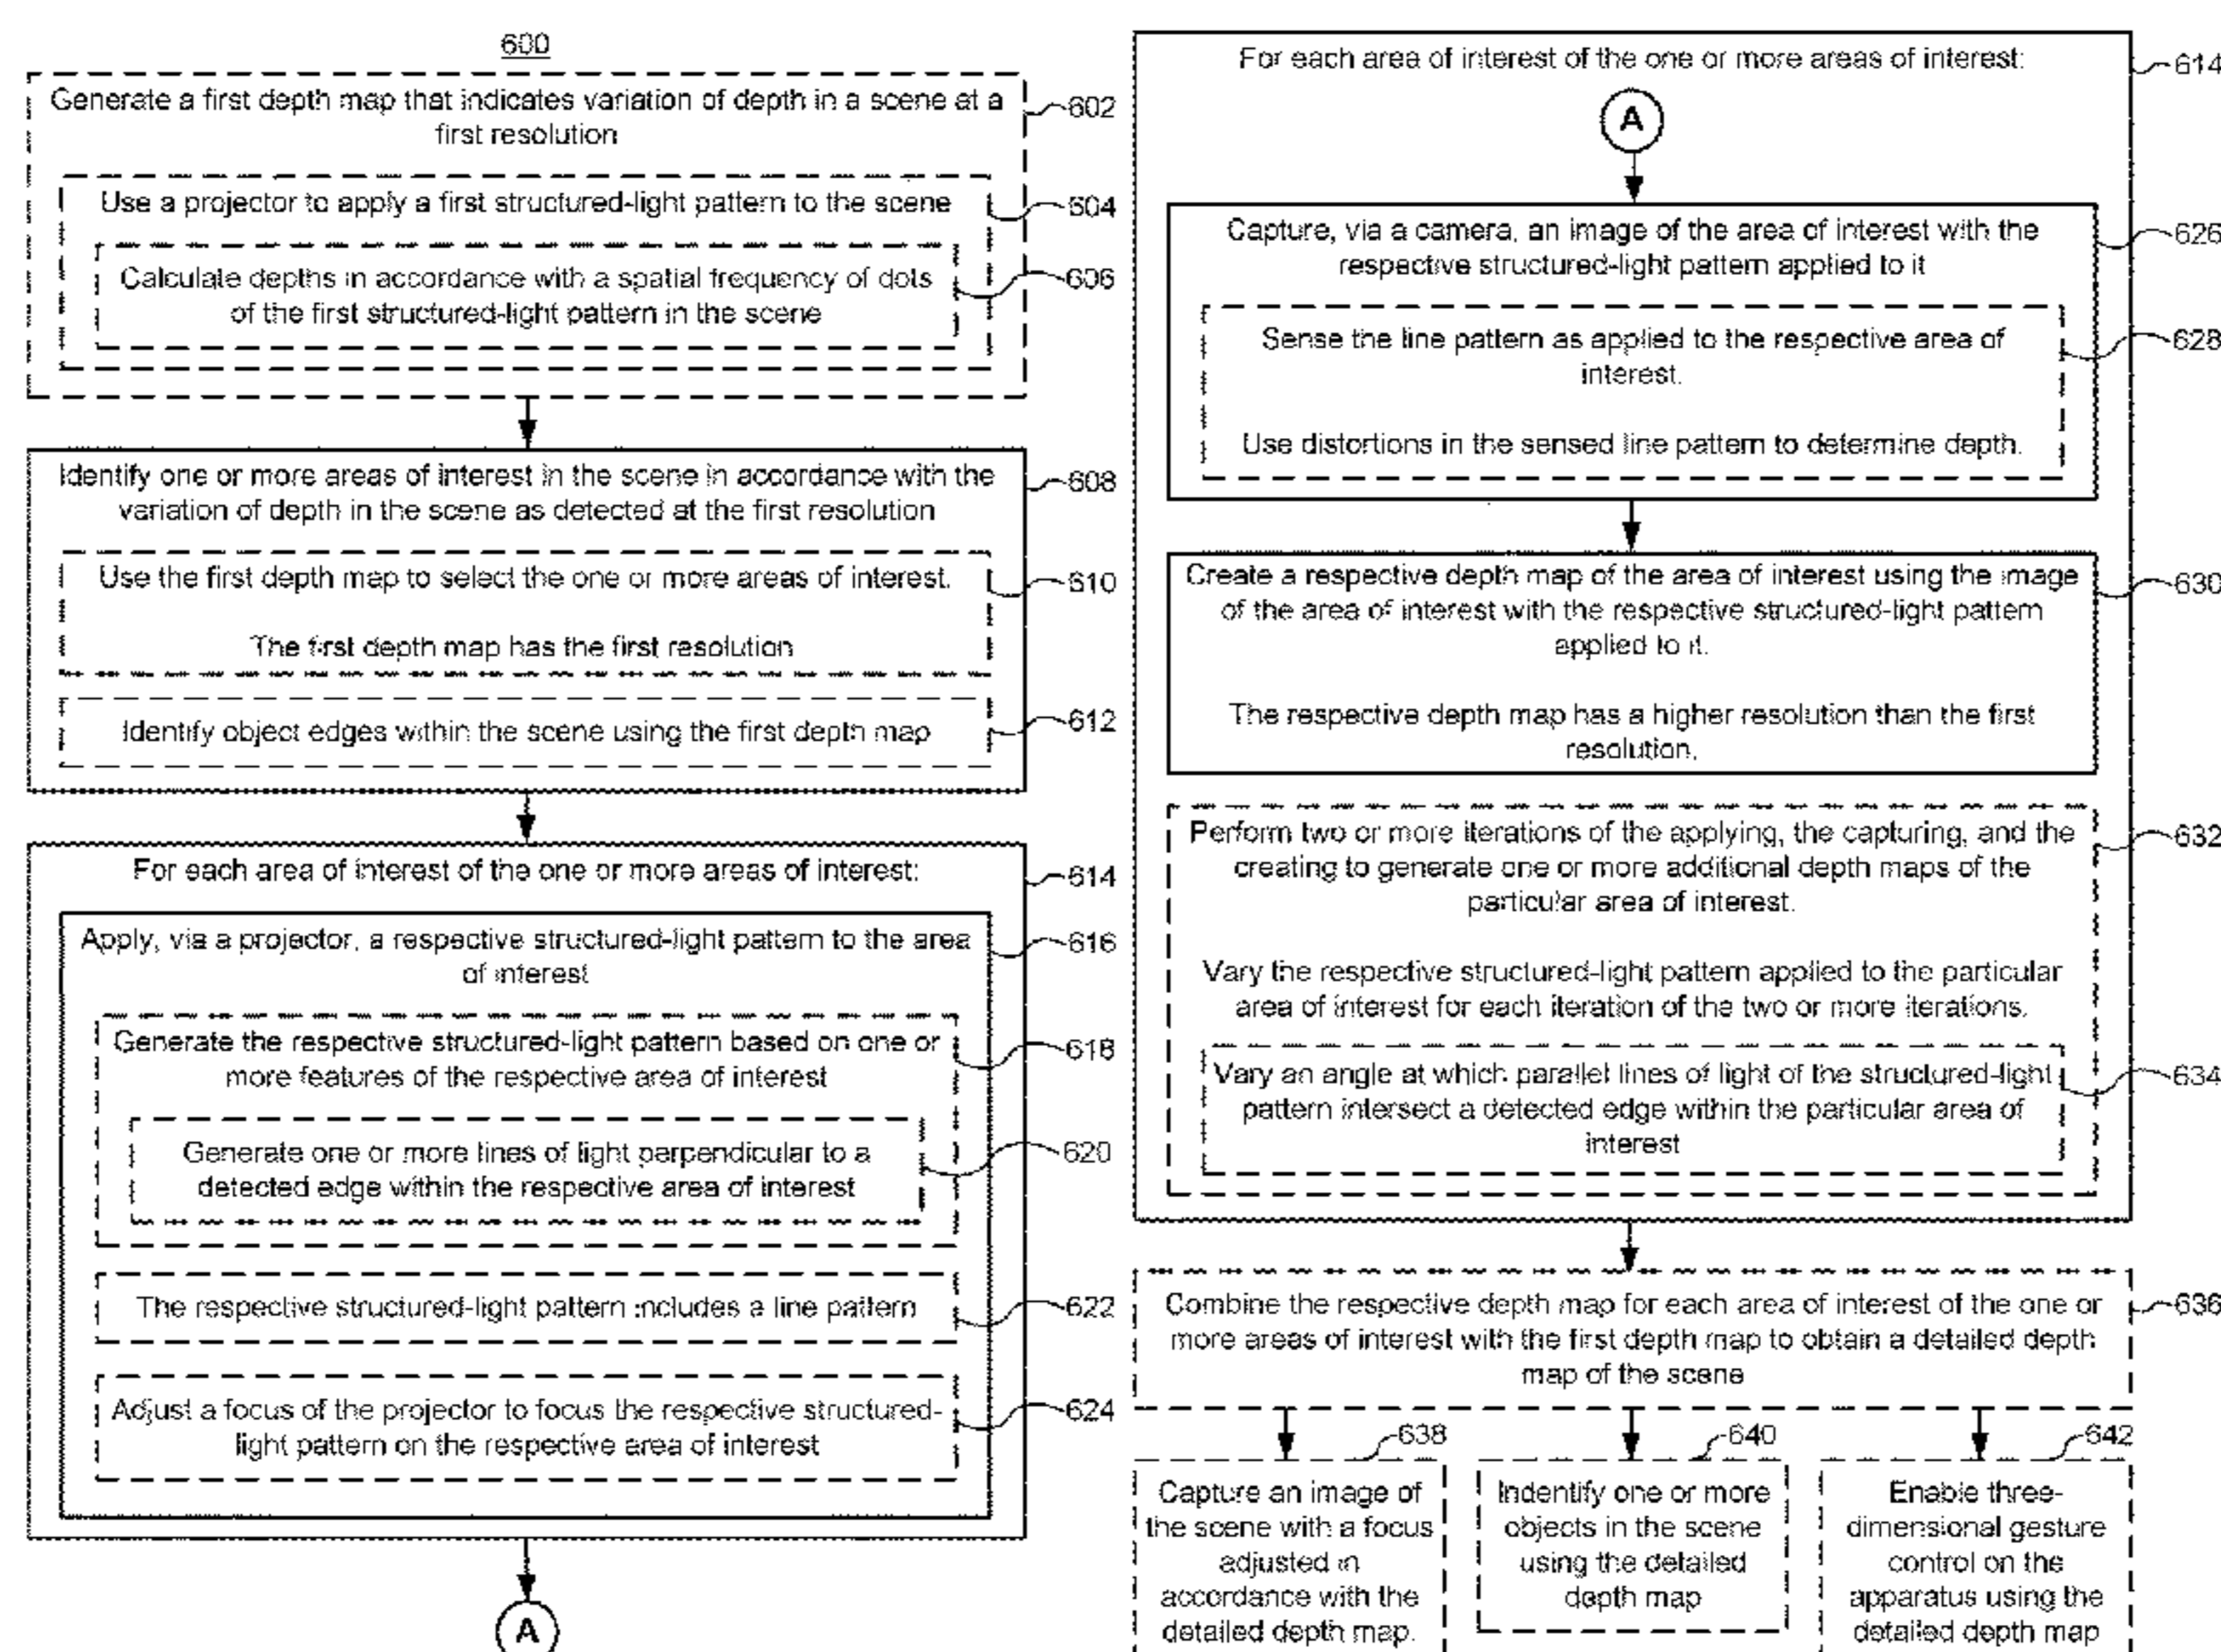 600
Generate a first depth map that indicates variation of depth in a scene at a
first resolution
602
Use a projector to apply a first structured-light pattern to the scene
604
Calculate depths in accordance with a spatial frequency of dots
of the first structured-light pattern in the scene
606
Identify one or more areas of interest in the scene in accordance with the
variation of depth in the scene as detected at the first resolution
608
Use the first depth map to select the one or more areas of interest.
The first depth map has the first resolution
610
Identify object edges within the scene using the first depth map
612
For each area of interest of the one or more areas of interest:
614
Apply, via a projector, a respective structured-light pattern to the area
of interest
616
Generate the respective structured-light pattern based on one or
more features of the respective area of interest
618
Generate one or more lines of light perpendicular to a
detected edge within the respective area of interest
620
The respective structured-light pattern includes a line pattern
622
Adjust a focus of the projector to focus the respective structured-
light pattern on the respective area of interest
624
A
For each area of interest of the one or more areas of interest:
614
A
Capture, via a camera, an image of the area of interest with the
respective structured-light pattern applied to it
626
Sense the line pattern as applied to the respective area of
interest.
Use distortions in the sensed line pattern to determine depth.
628
Create a respective depth map of the area of interest using the image
of the area of interest with the respective structured-light pattern
applied to it.
The respective depth map has a higher resolution than the first
resolution.
630
Perform two or more iterations of the applying, the capturing, and the
creating to generate one or more additional depth maps of the
particular area of interest.
Vary the respective structured-light pattern applied to the particular
area of interest for each iteration of the two or more iterations.
632
Vary an angle at which parallel lines of light of the structured-light
pattern intersect a detected edge within the particular area of
interest
634
Combine the respective depth map for each area of interest of the one or
more areas of interest with the first depth map to obtain a detailed depth
map of the scene
636
638
Capture an image of
the scene with a focus
adjusted in
accordance with the
detailed depth map.
640
Indentify one or more
objects in the scene
using the detailed
depth map
642
Enable three-
dimensional gesture
control on the
apparatus using the
detailed depth map